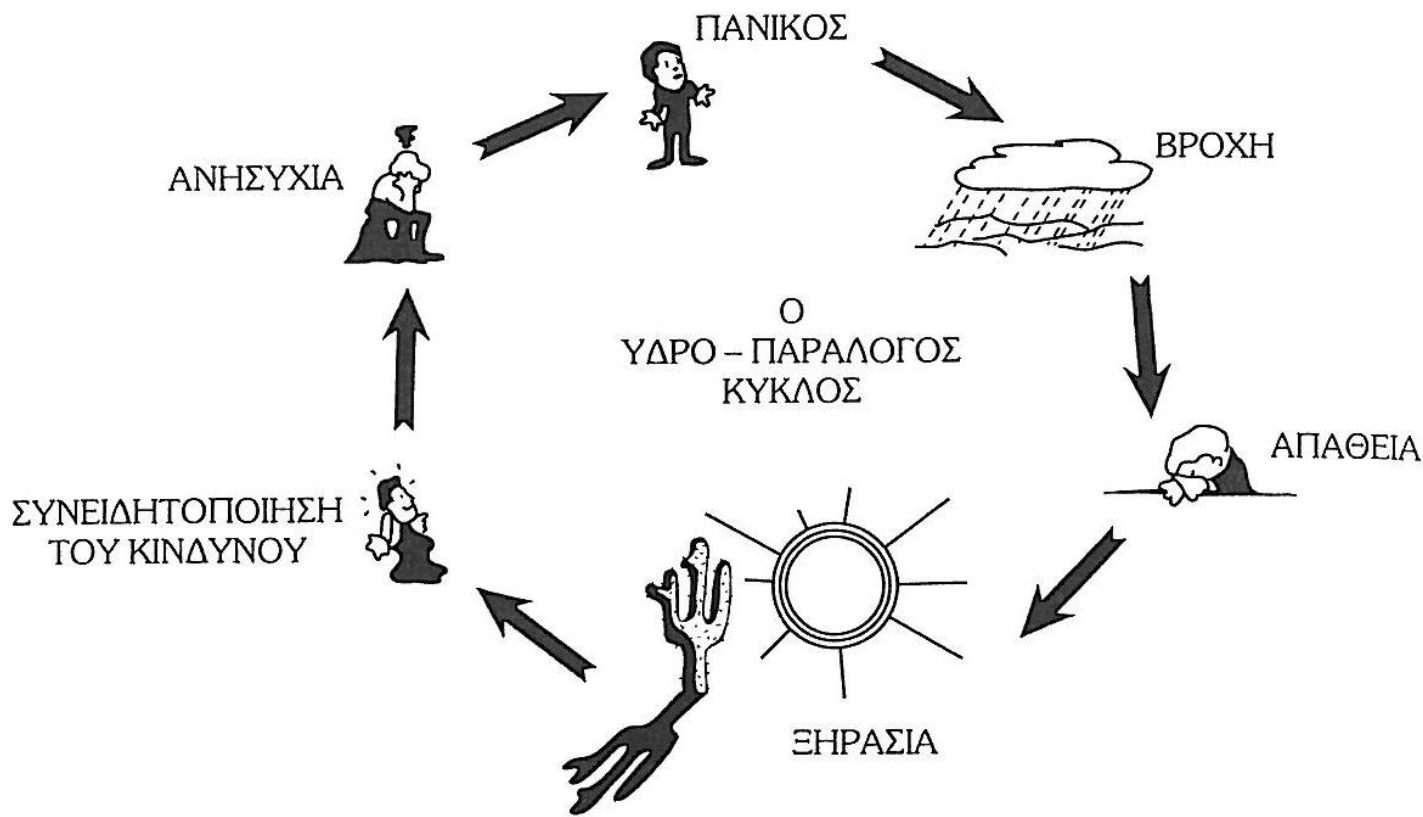 ΠΑΝΙΚΟΣ
ΒΡΟΧΗ
ΑΝΗΣΥΧΙΑ
Ο
ΥΔΡΟ – ΠΑΡΑΛΟΓΟΣ
ΚΥΚΛΟΣ
ΑΠΑΘΕΙΑ
ΣΥΝΕΙΔΗΤΟΠΟΙΗΣΗ
ΤΟΥ ΚΙΝΔΥΝΟΥ
ΞΗΡΑΣΙΑ